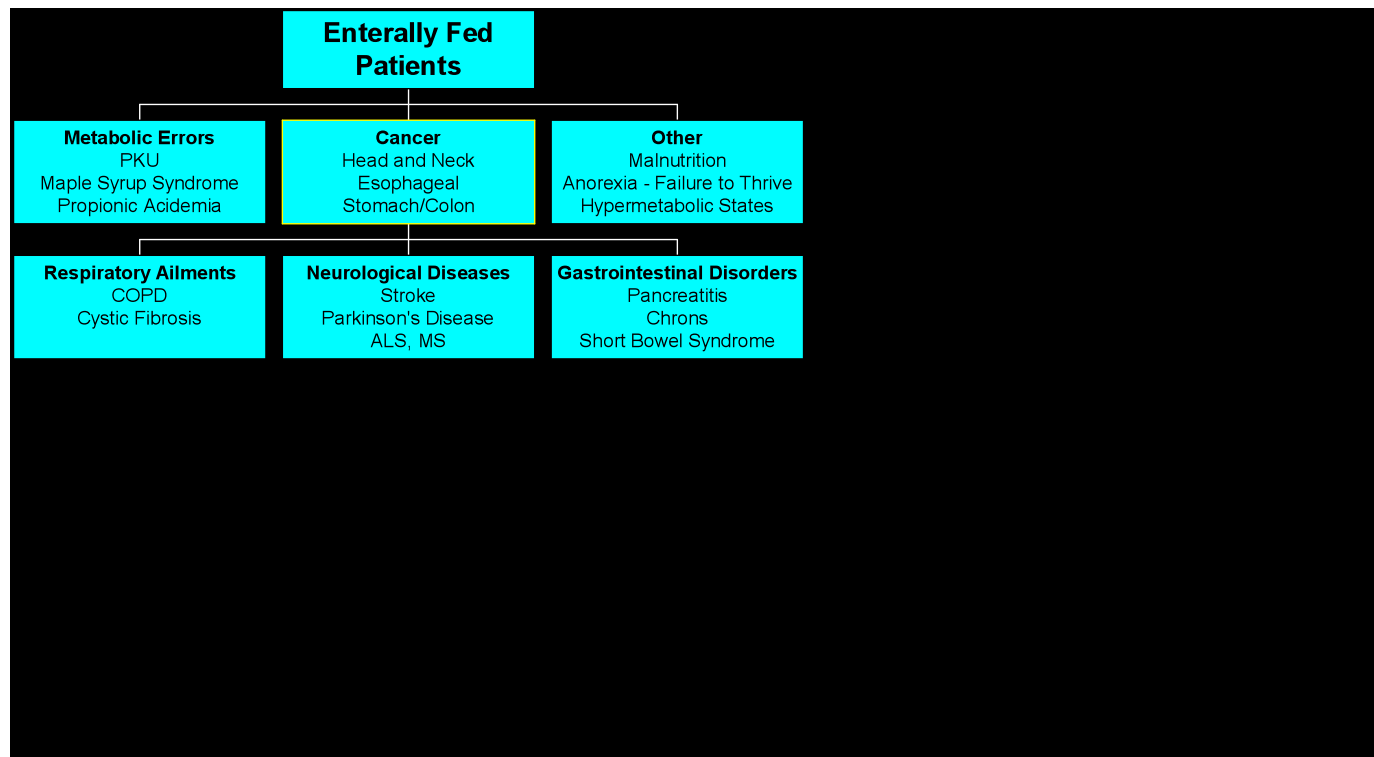 Enterally Fed
Patients
Metabolic Errors
PKU
Maple Syrup Syndrome
Propionic Acidemia
Cancer
Head and Neck
Esophageal
Stomach/Colon
Other
Malnutrition
Anorexia - Failure to Thrive
Hypermetabolic States
Respiratory Ailments
COPD
Cystic Fibrosis
Neurological Diseases
Stroke
Parkinson's Disease
ALS, MS
Gastrointestinal Disorders
Pancreatitis
Chrons
Short Bowel Syndrome